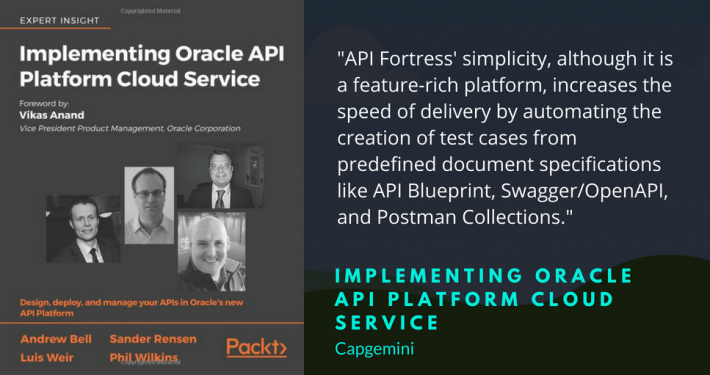 Copyrighted Material
EXPERT INSIGHT
Implementing Oracle API
Platform Cloud Service
Foreword by:
Vikas Anand
Vice President Product Management, Oracle Corporation
Design, deploy, and manage your APIs in Oracle's new
API Platform
Andrew Bell
Sander Rensen
Luis Weir
Phil Wilkins
Copyrighted Material
Packt>
"API Fortress' simplicity, although it is
a feature-rich platform, increases the
speed of delivery by automating the
creation of test cases from
predefined document specifications
like API Blueprint, Swagger/OpenAPI,
and Postman Collections."
IMPLEMENTING ORACLE
API PLATFORM CLOUD
SERVICE
Capgemini